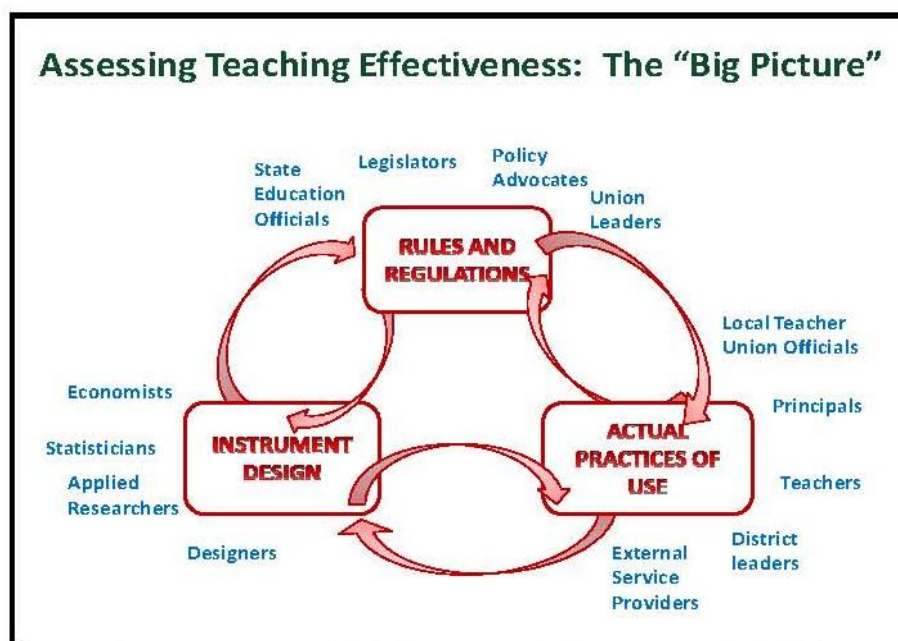 Assessing Teaching Effectiveness: The “Big Picture”
State
Education
Officials
Legislators
Policy
Advocates
Union
Leaders
RULES AND
REGULATIONS
Local Teacher
Union Officials
Economists
Principals
Statisticians
INSTRUMENT
DESIGN
ACTUAL
PRACTICES OF
USE
Applied
Researchers
Teachers
Designers
External
Service
Providers
District
leaders